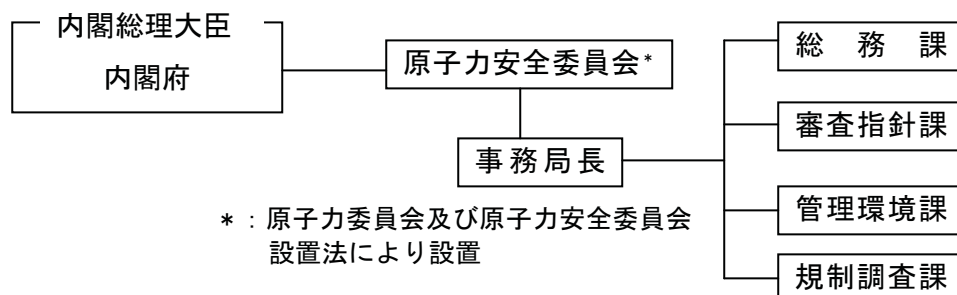 内閣総理大臣
内閣府
原子力安全委員会*
事務局長
総務課
審査指針課
管理環境課
規制調査課
*：原子力委員会及び原子力安全委員会
設置法により設置